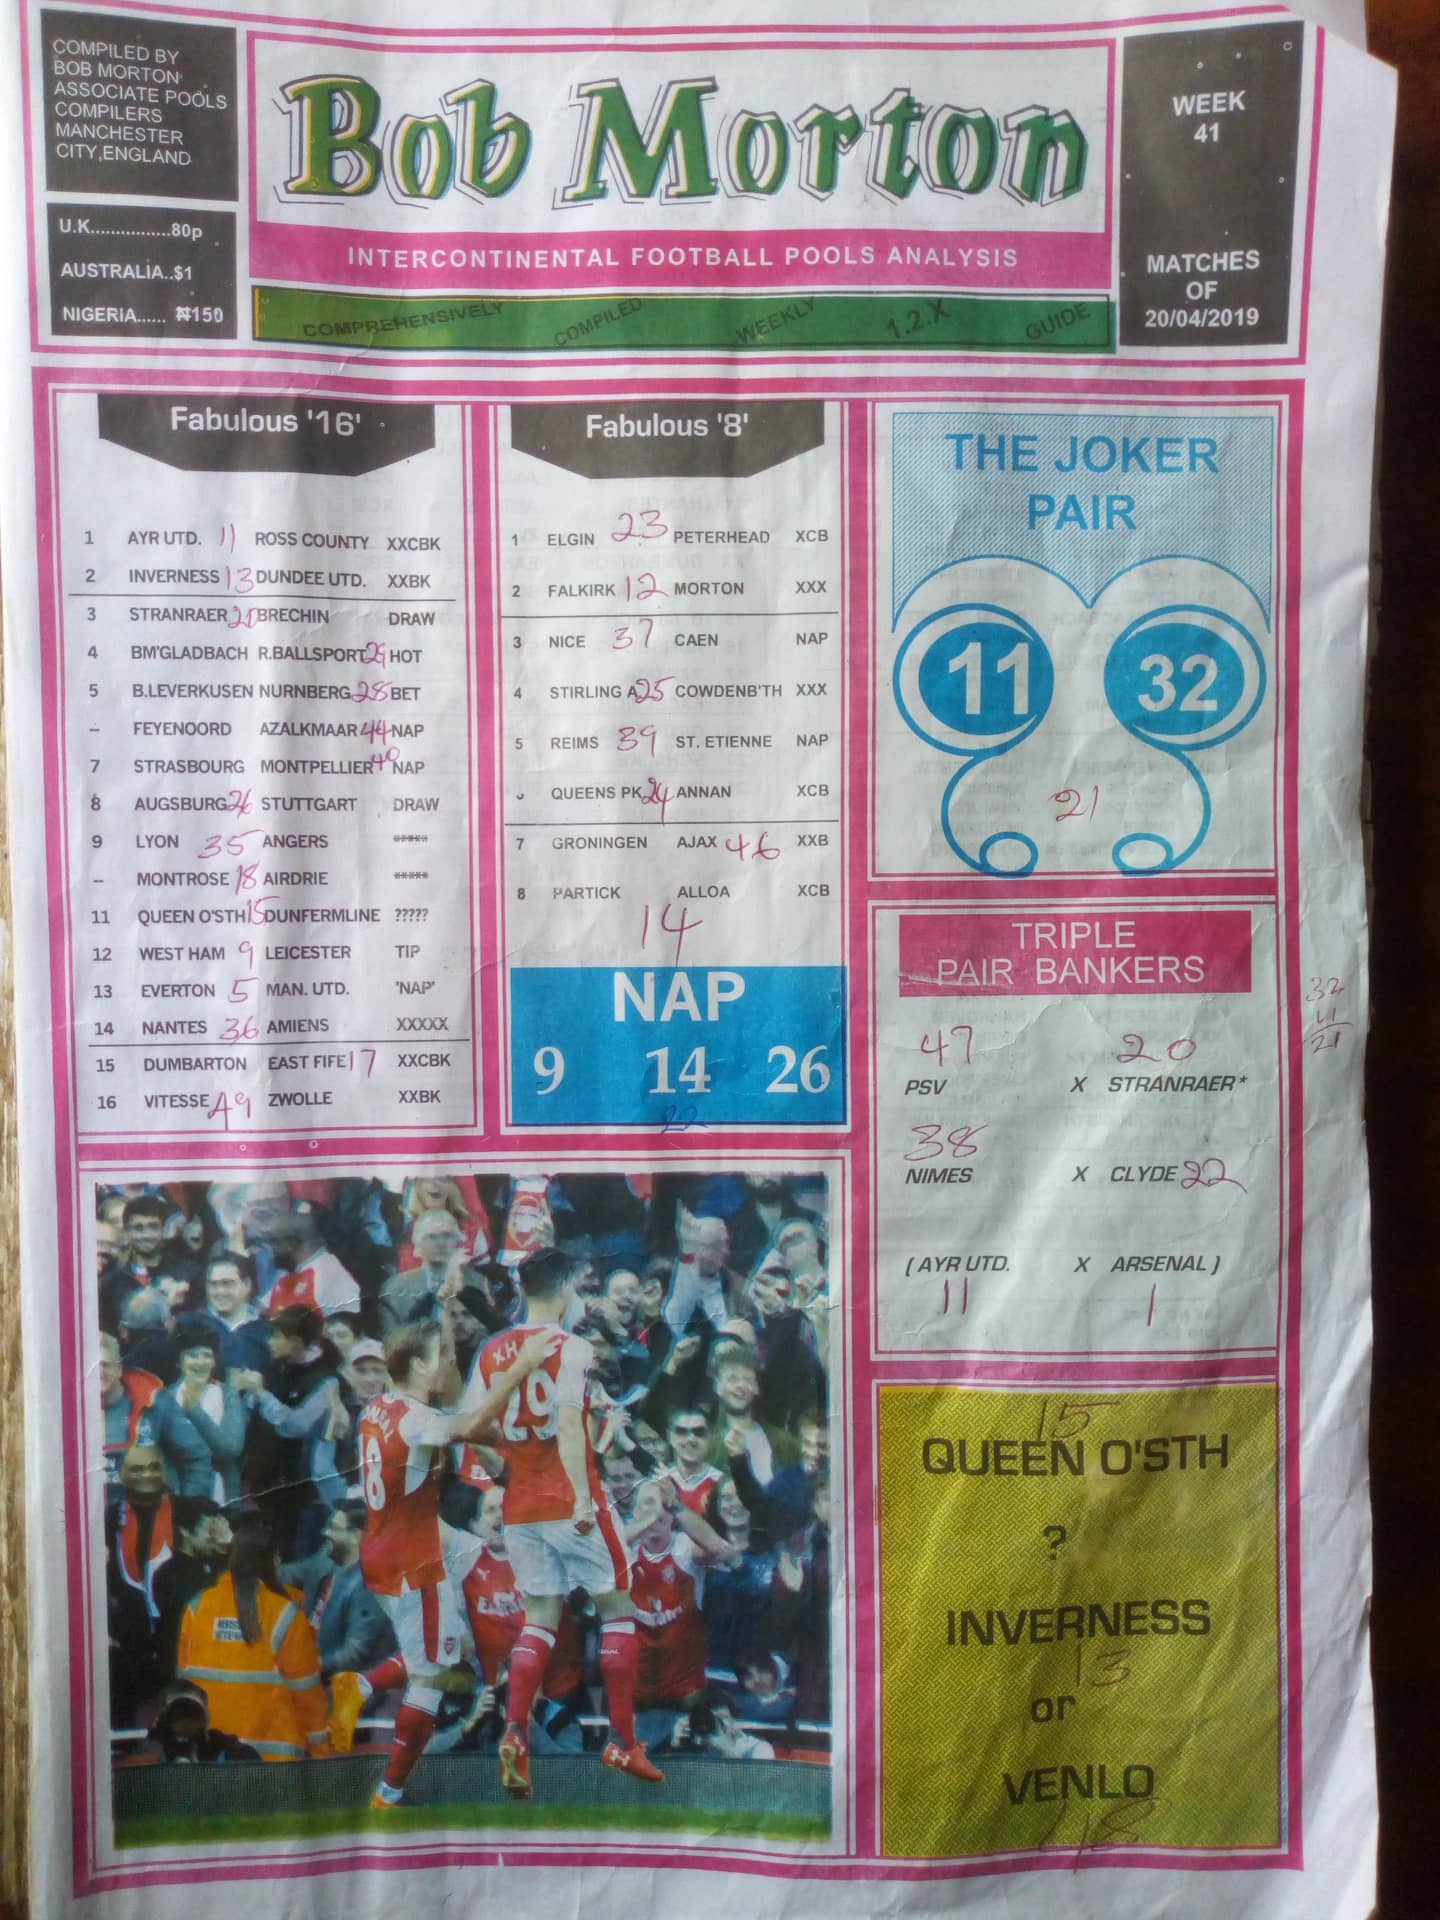 COMPILED BY
BOB MORTON
ASSOCIATE POOLS
COMPILERS
MANCHESTER
CITY,ENGLAND
U.K................80p
AUSTRALIA..$1
NIGERIA...... ₦150
Bob Morton
INTERCONTINENTAL FOOTBALL POOLS ANALYSIS
COMPREHENSIVELY COMPILED WEEKLY 1.2.X GUIDE
WEEK
41
MATCHES
OF
20/04/2019
Fabulous '16'
1 AYR UTD. 11 ROSS COUNTY XXCBK
2 INVERNESS 13 DUNDEE UTD. XXBK
3 STRANRAER 20 BRECHIN DRAW
4 BM'GLADBACH R.BALLSPORT 29 HOT
5 B.LEVERKUSEN NURNBERG 28 BET
– FEYENOORD AZALKMAAR 44 NAP
7 STRASBOURG MONTPELLIER 40 NAP
8 AUGSBURG 26 STUTTGART DRAW
9 LYON 35 ANGERS *****
– MONTROSE 18 AIRDRIE *****
11 QUEEN O'STH 15 DUNFERMLINE ?????
12 WEST HAM 9 LEICESTER TIP
13 EVERTON 5 MAN. UTD. 'NAP'
14 NANTES 36 AMIENS XXXXX
15 DUMBARTON EAST FIFE 17 XXCBK
16 VITESSE 49 ZWOLLE XXBK
Fabulous '8'
1 ELGIN 23 PETERHEAD XCB
2 FALKIRK 12 MORTON XXX
3 NICE 37 CAEN NAP
4 STIRLING A 25 COWDENB'TH XXX
5 REIMS 39 ST. ETIENNE NAP
QUEENS PK 24 ANNAN XCB
7 GRONINGEN AJAX 46 XXB
8 PARTICK ALLOA XCB
14
NAP
9 14 26
22
THE JOKER
PAIR
11 32
21
TRIPLE
PAIR BANKERS
47 20
PSV X STRANRAER*
38
NIMES X CLYDE 22
(AYR UTD. X ARSENAL)
11 1
32
11
21
XH
29
8
15
QUEEN O'STH
?
INVERNESS
13
or
VENLO
48